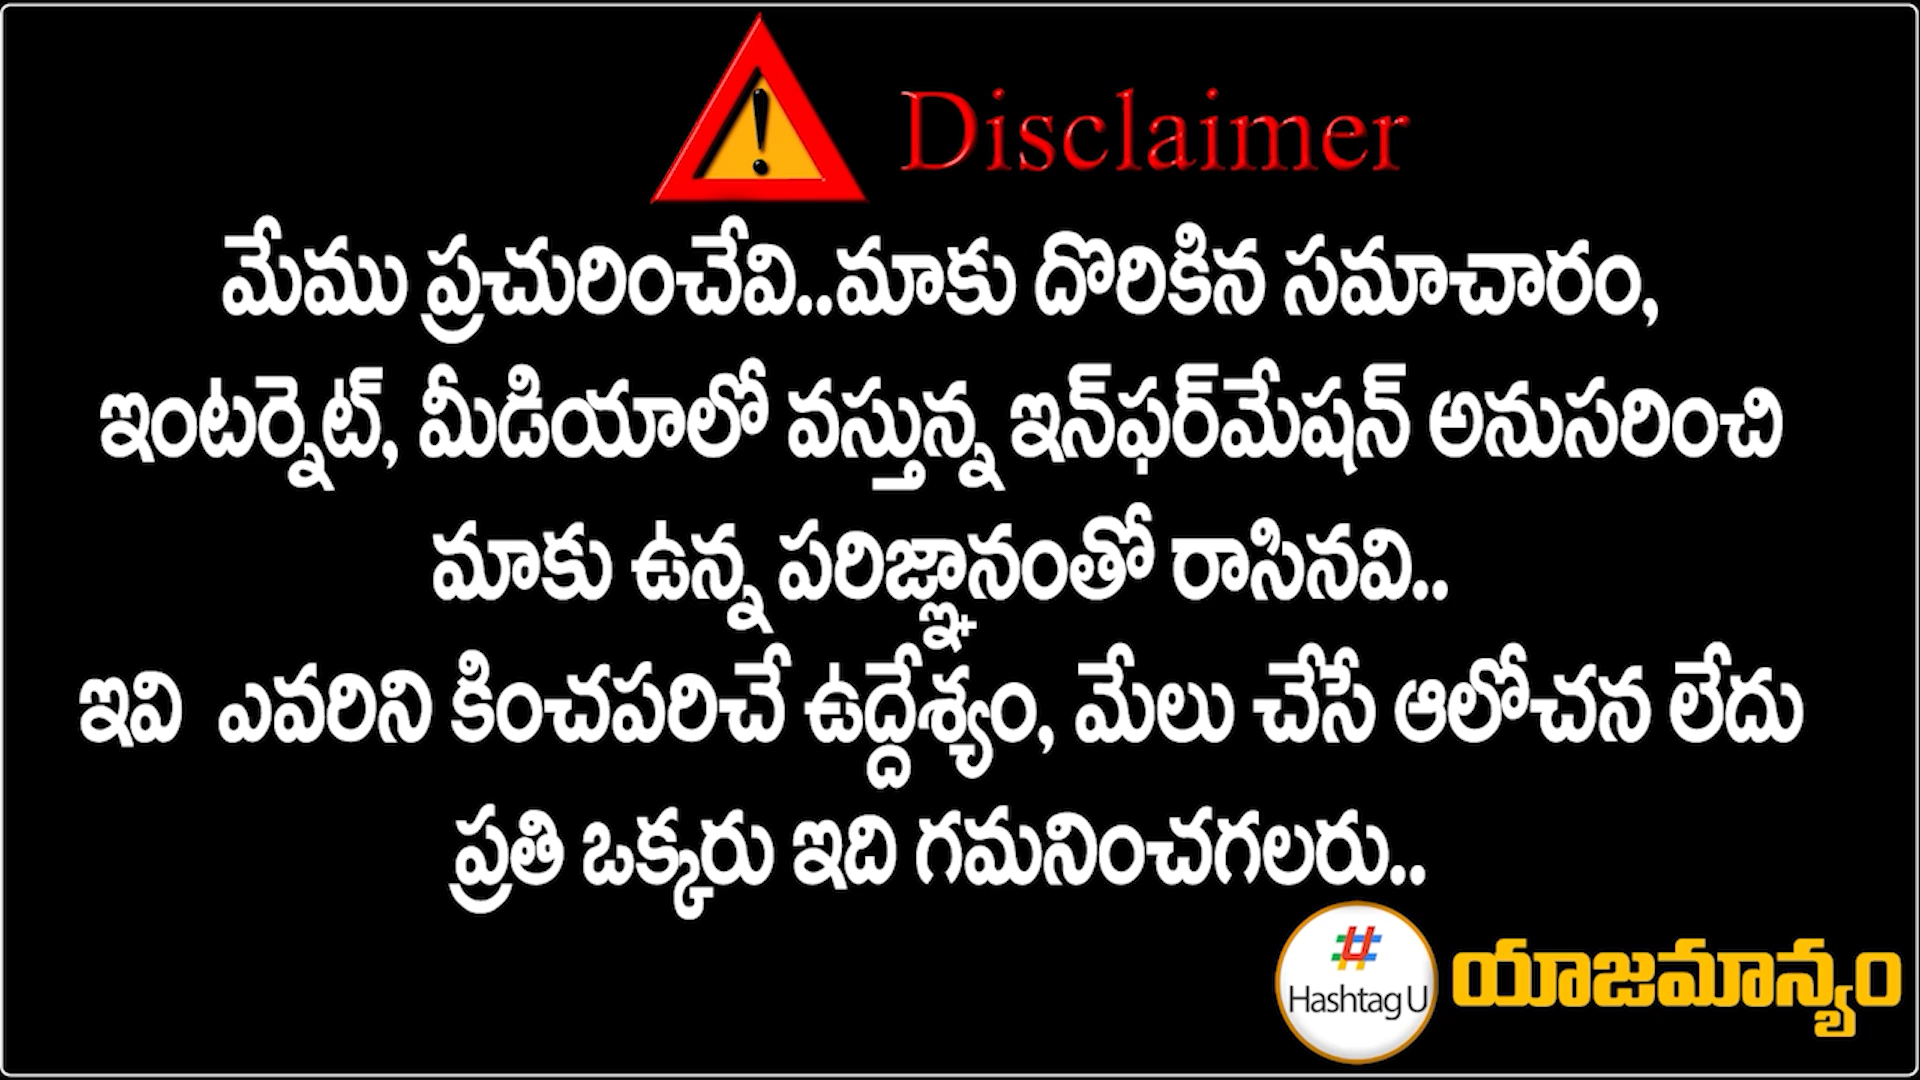 Disclaimer
మేము ప్రచురించేవి..మాకు దొరికిన సమాచారం,
ఇంటర్నెట్, మీడియాలో వస్తున్న ఇన్‌ఫర్‌మేషన్ అనుసరించి
మాకు ఉన్న పరిజ్ఞానంతో రాసినవి..
ఇవి ఎవరిని కించపరిచే ఉద్దేశ్యం, మేలు చేసే ఆలోచన లేదు
ప్రతి ఒక్కరు ఇది గమనించగలరు..
Hashtag U యాజమాన్యం